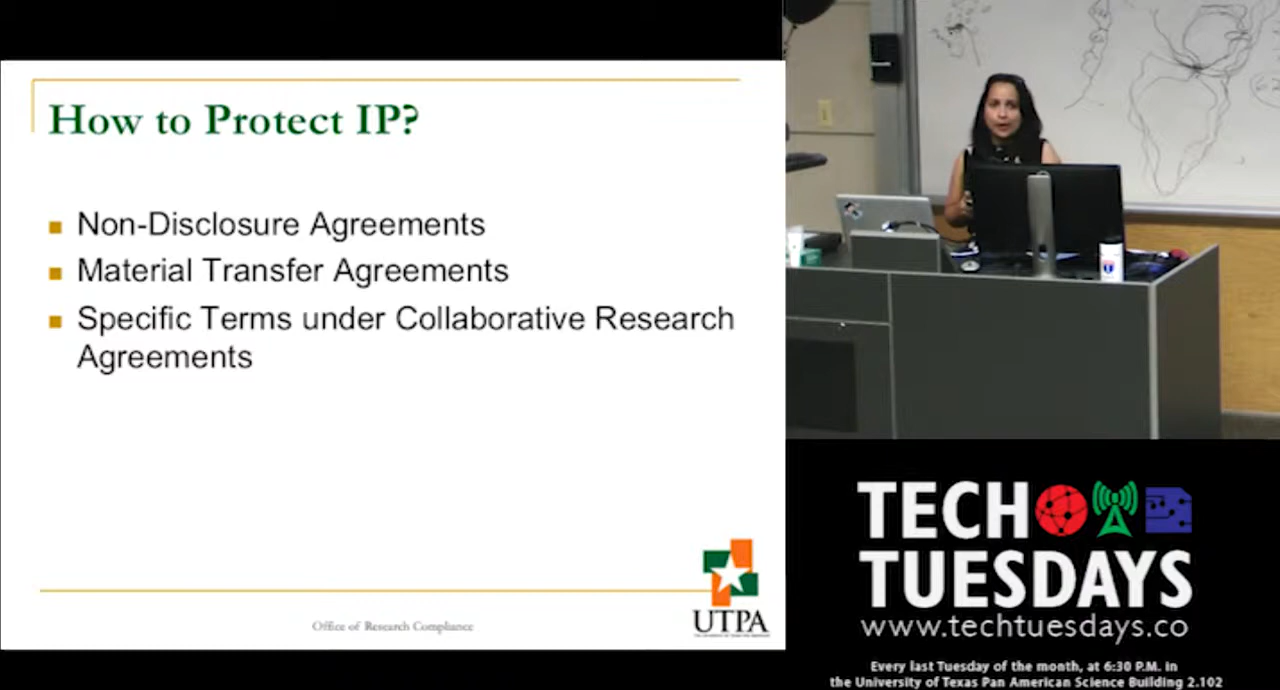 How to Protect IP?
Non-Disclosure Agreements
Material Transfer Agreements
Specific Terms under Collaborative Research
Agreements
Office of Research Compliance
UTPA
TECH
TUESDAYS
www.techtuesdays.co
Every last Tuesday of the month, at 6:30 P.M. in
the University of Texas Pan American Science Building 2.102